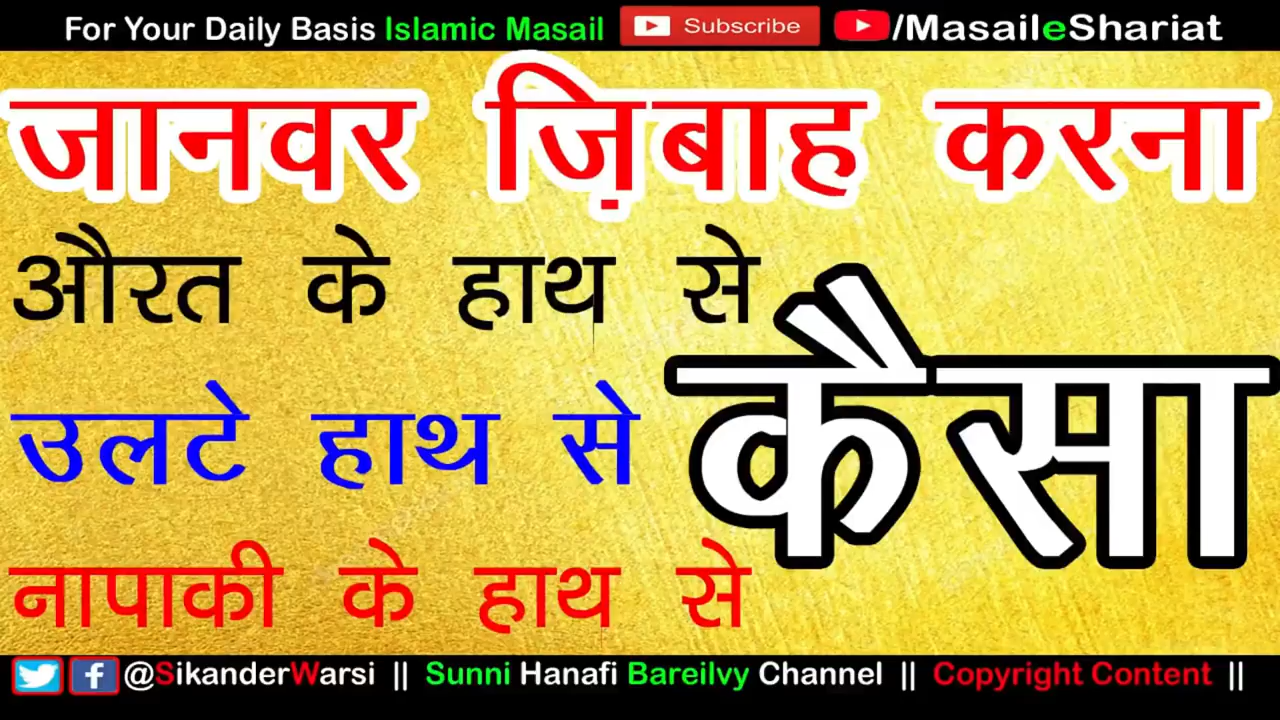 For Your Daily Basis Islamic Masail Subscribe /MasaileShariat
जानवर ज़िबाह करना
औरत के हाथ से
उलटे हाथ से
नापाकी के हाथ से
कैसा
@SikanderWarsi || Sunni Hanafi Bareilvy Channel || Copyright Content ||